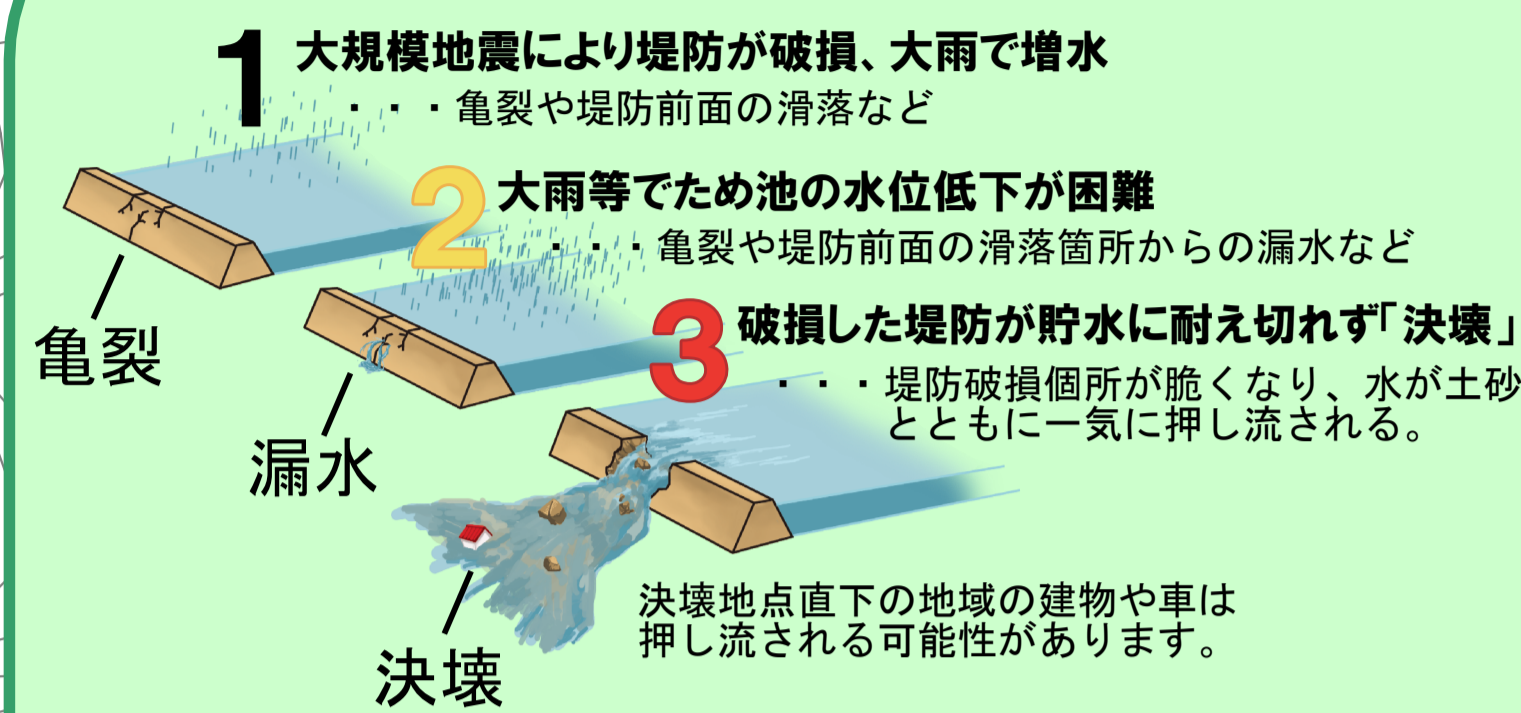 1 大規模地震により堤防が破損、大雨で増水
・・・亀裂や堤防前面の滑落など
亀裂
2 大雨等でため池の水位低下が困難
・・・亀裂や堤防前面の滑落箇所からの漏水など
漏水
3 破損した堤防が貯水に耐え切れず「決壊」
・・・堤防破損個所が脆くなり、水が土砂
とともに一気に押し流される。
決壊
決壊地点直下の地域の建物や車は
押し流される可能性があります。